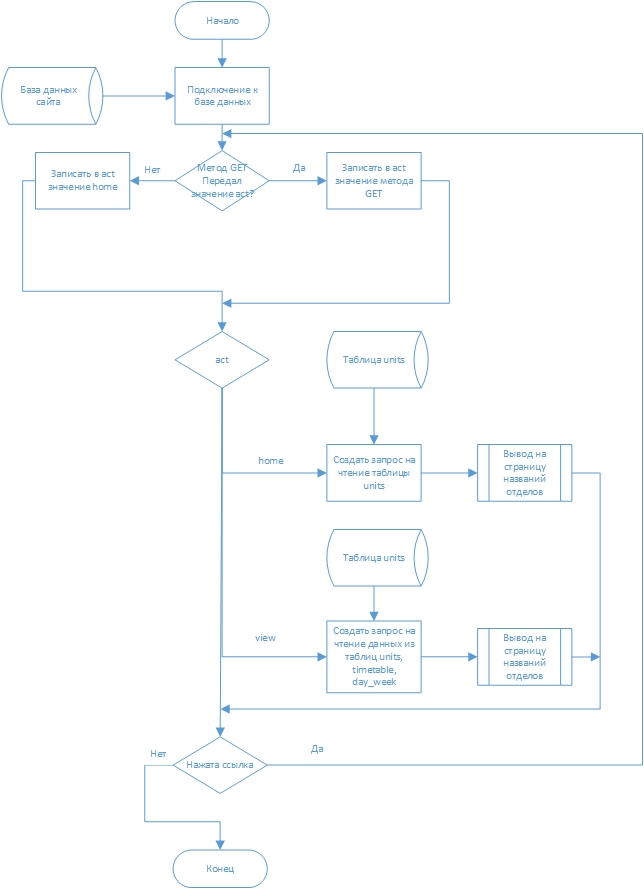 Начало
База данных
сайта
Подключение к
базе данных
Записать в act
значение home
Нет
Метод GET
Передал
значение act?
Да
Записать в act
значение метода
GET
act
Таблица units
home
Создать запрос на
чтение таблицы
units
Вывод на
страницу
названий
отделов
Таблица units
view
Создать запрос на
чтение данных из
таблиц units,
timetable,
day_week
Вывод на
страницу
названий
отделов
Нет
Нажата ссылка
Да
Конец